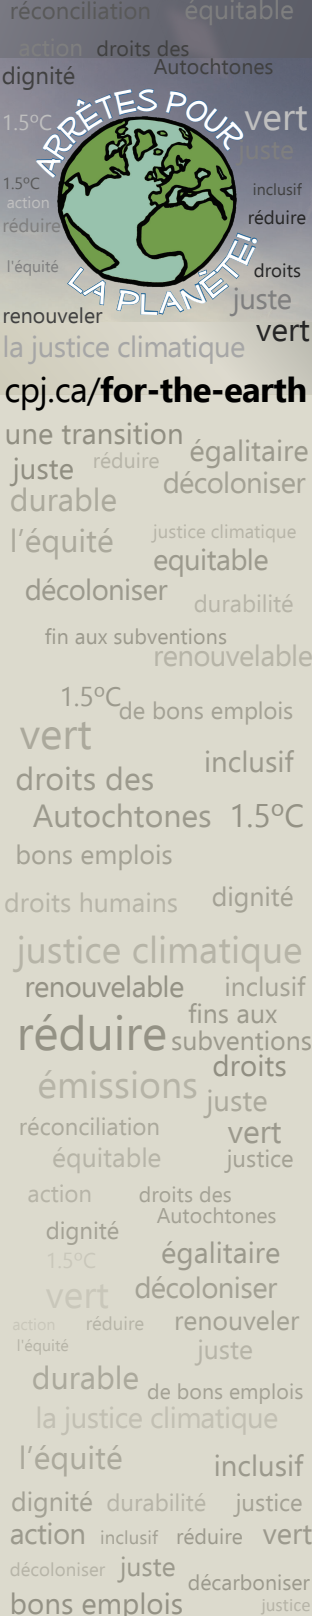 réconciliation équitable
action droits des
dignité Autochtones
1.5ºC vert
ARRÊTES POUR
juste
1.5ºC inclusif
action
réduire réduire
l'équité droits
LA PLANÈTE!
juste
renouveler
vert
la justice climatique
cpj.ca/for-the-earth
une transition
égalitaire
juste réduire
décoloniser
durable
l'équité justice climatique
equitable
décoloniser
durabilité
fin aux subventions
renouvelable
1.5ºC
de bons emplois
vert
inclusif
droits des
Autochtones 1.5ºC
bons emplois
droits humains dignité
justice climatique
renouvelable inclusif
fins aux
réduire subventions
droits
émissions
juste
réconciliation vert
équitable justice
action droits des
Autochtones
dignité
1.5ºC égalitaire
vert décoloniser
action réduire renouveler
l'équité juste
durable
de bons emplois
la justice climatique
l'équité inclusif
dignité durabilité justice
action inclusif réduire vert
décoloniser juste
décarboniser
bons emplois justice